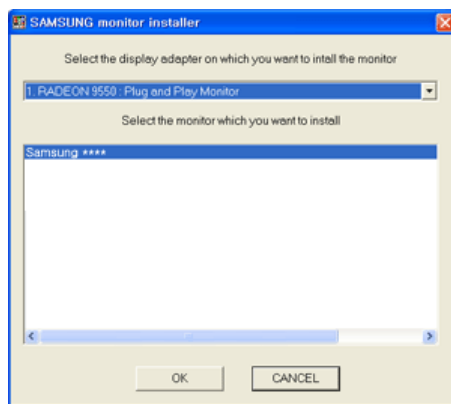 SAMSUNG monitor installer
Select the display adapter on which you want to intall the monitor
1. RADEON 9550 : Plug and Play Monitor
Select the monitor which you want to install
Samsung ****
OK
CANCEL